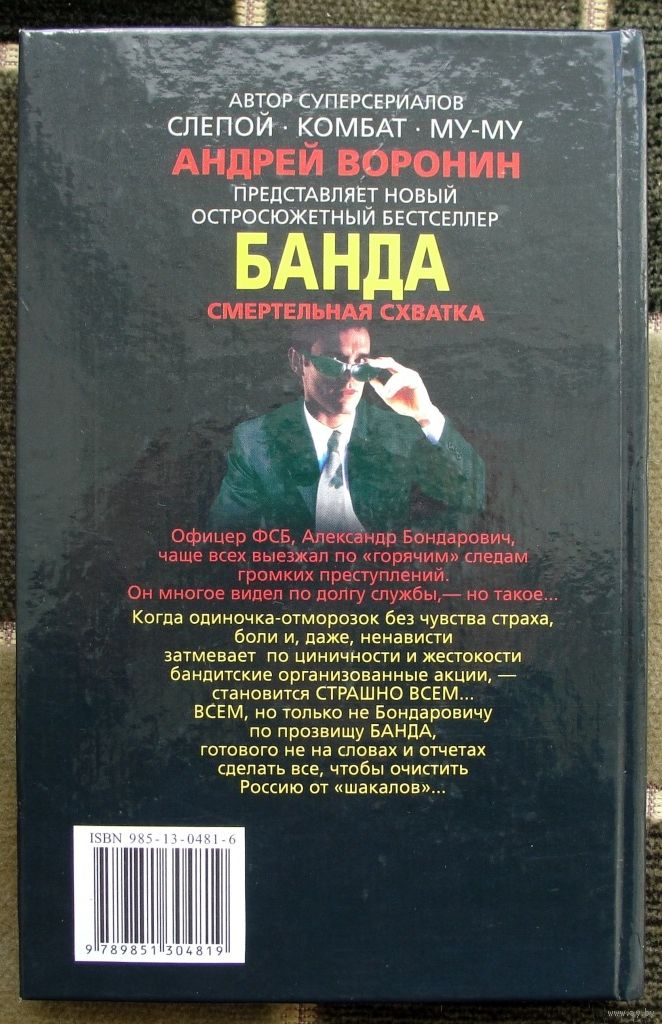 АВТОР СУПЕРСЕРИАЛОВ
СЛЕПОЙ · КОМБАТ · МУ-МУ
АНДРЕЙ ВОРОНИН
ПРЕДСТАВЛЯЕТ НОВЫЙ
ОСТРОСЮЖЕТНЫЙ БЕСТСЕЛЛЕР
БАНДА
СМЕРТЕЛЬНАЯ СХВАТКА
Офицер ФСБ, Александр Бондарович,
чаще всех выезжал по «горячим» следам
громких преступлений.
Он многое видел по долгу службы,— но такое...
Когда одиночка-отморозок без чувства страха,
боли и, даже, ненависти
затмевает по циничности и жестокости
бандитские организованные акции, —
становится СТРАШНО ВСЕМ...
ВСЕМ, но только не Бондаровичу
по прозвищу БАНДА,
готового не на словах и отчетах
сделать все, чтобы очистить
Россию от «шакалов»...
ISBN 985-13-0481-6
9 789851 304819